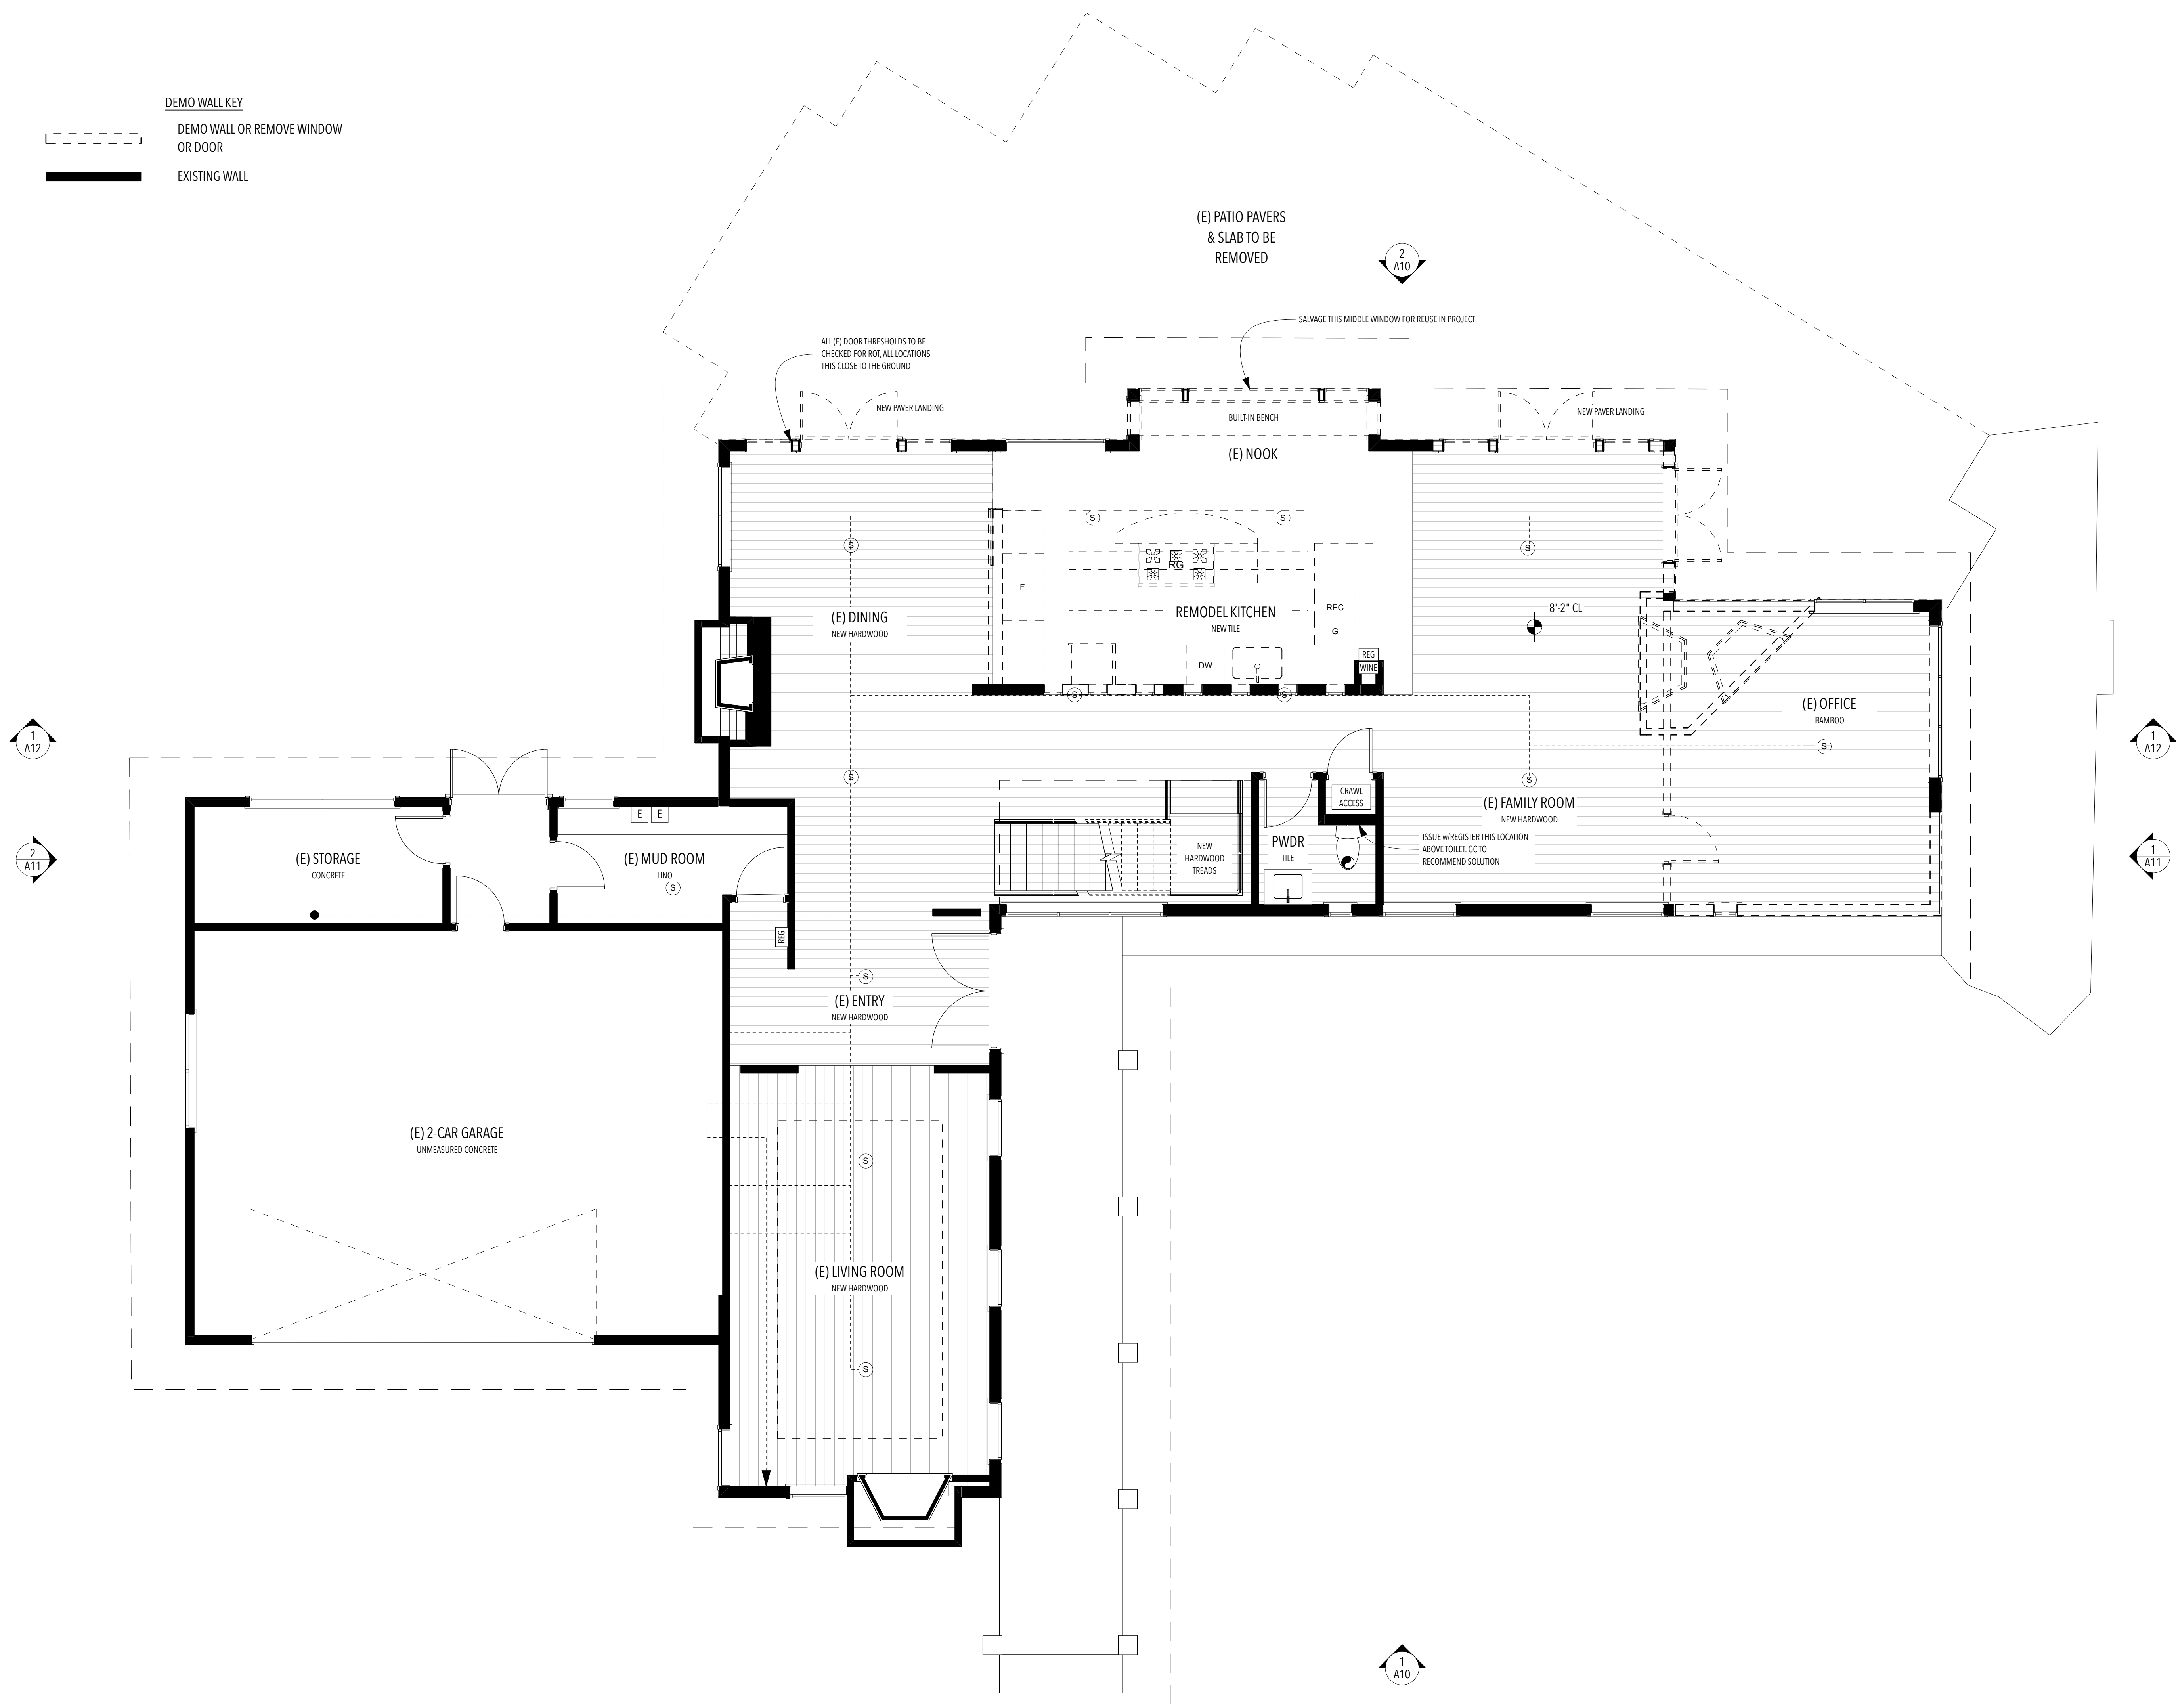 DEMO WALL KEY
DEMO WALL OR REMOVE WINDOW
OR DOOR
EXISTING WALL
(E) PATIO PAVERS
& SLAB TO BE
REMOVED
2
A10
SALVAGE THIS MIDDLE WINDOW FOR REUSE IN PROJECT
ALL (E) DOOR THRESHOLDS TO BE
CHECKED FOR ROT, ALL LOCATIONS
THIS CLOSE TO THE GROUND
NEW PAVER LANDING
BUILT-IN BENCH
NEW PAVER LANDING
(E) NOOK
S
S
S
S
RG
F
REC
G
(E) DINING
NEW HARDWOOD
REMODEL KITCHEN
NEW TILE
8'-2" CL
REG
WINE
DW
S
S
(E) OFFICE
BAMBOO
S
1
A12
1
A12
S
S
CRAWL
ACCESS
(E) FAMILY ROOM
NEW HARDWOOD
E
E
ISSUE w/REGISTER THIS LOCATION
ABOVE TOILET. GC TO
RECOMMEND SOLUTION
PWDR
TILE
NEW
HARDWOOD
TREADS
2
A11
(E) STORAGE
CONCRETE
(E) MUD ROOM
LINO
S
1
A11
REG
S
(E) ENTRY
NEW HARDWOOD
(E) 2-CAR GARAGE
UNMEASURED CONCRETE
S
(E) LIVING ROOM
NEW HARDWOOD
S
1
A10